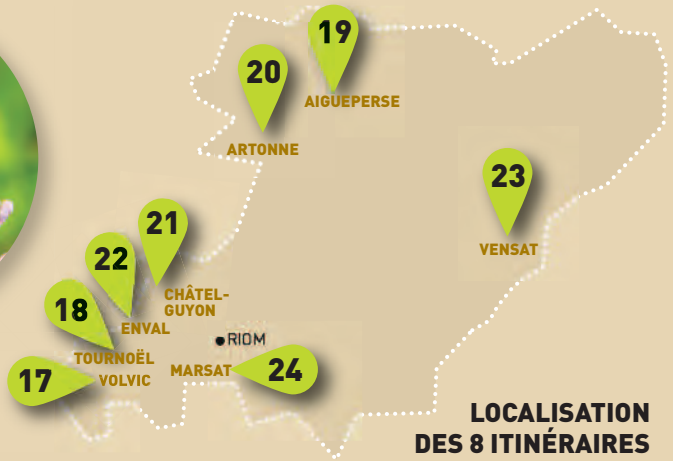 19
AIGUEPERSE
20
ARTONNE
23
VENSAT
21
CHÂTEL-
GUYON
22
ENVAL
18
TOURNOËL
17
VOLVIC
RIOM
MARSAT
24
LOCALISATION
DES 8 ITINÉRAIRES